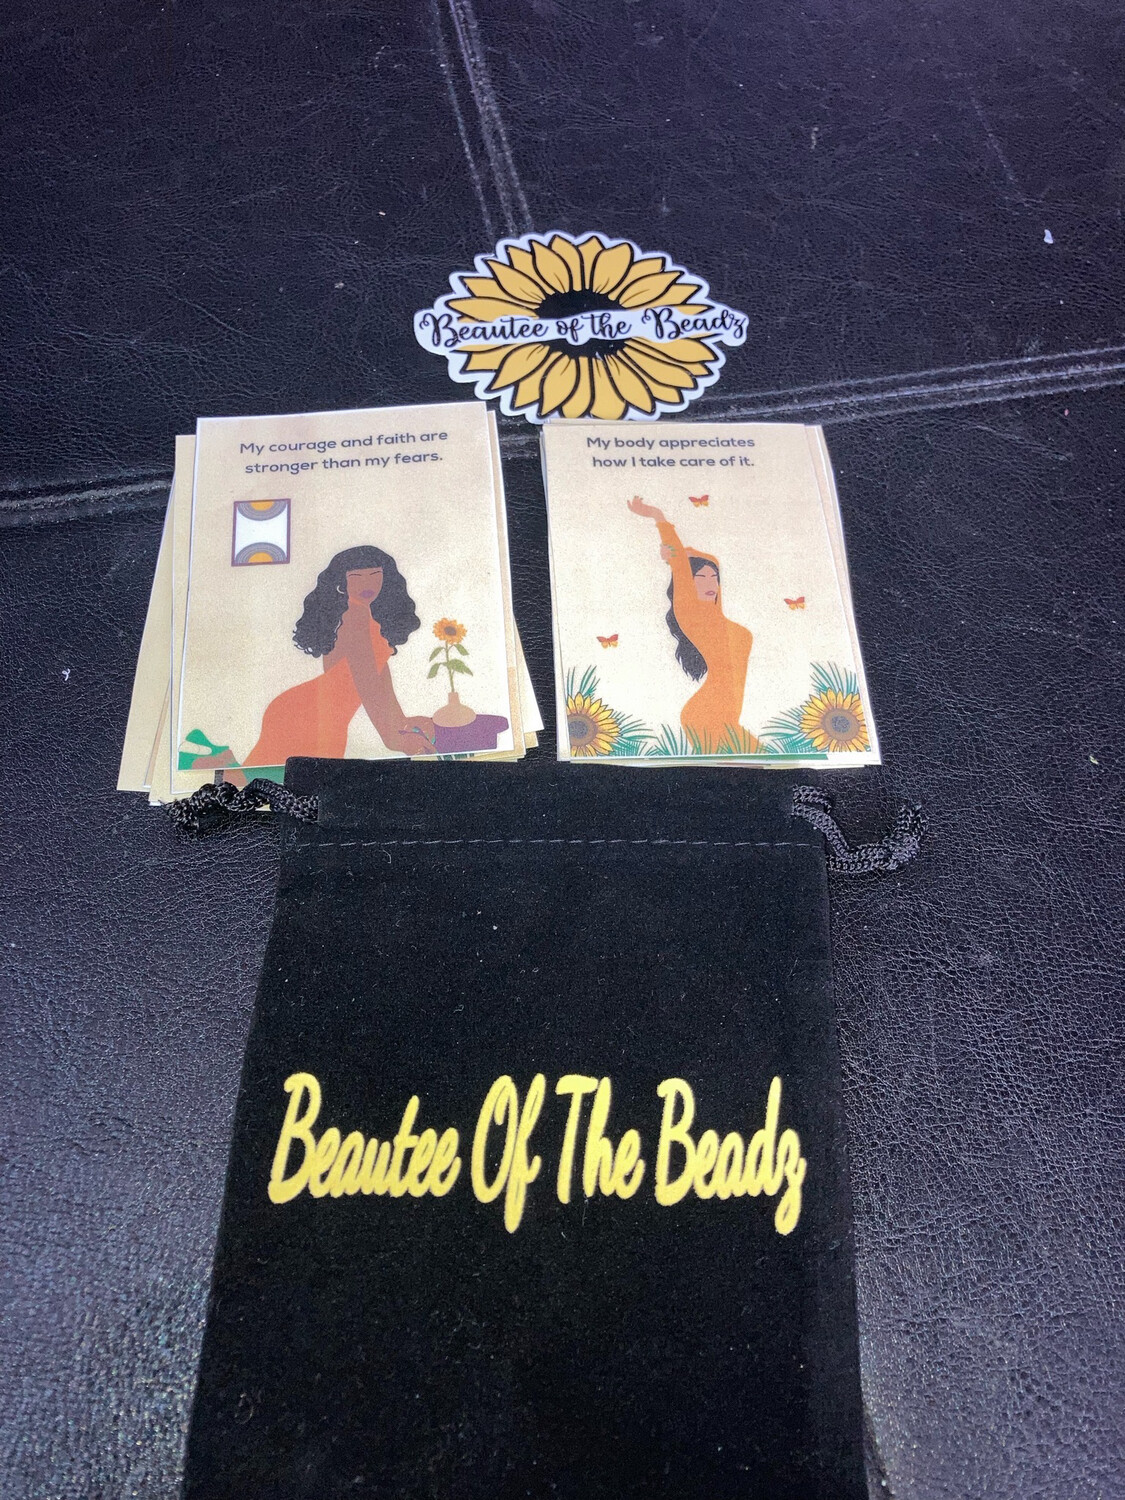 Beautee of the Beadz
My courage and faith are
stronger than my fears.
My body appreciates
how I take care of it.
Beautee Of The Beadz